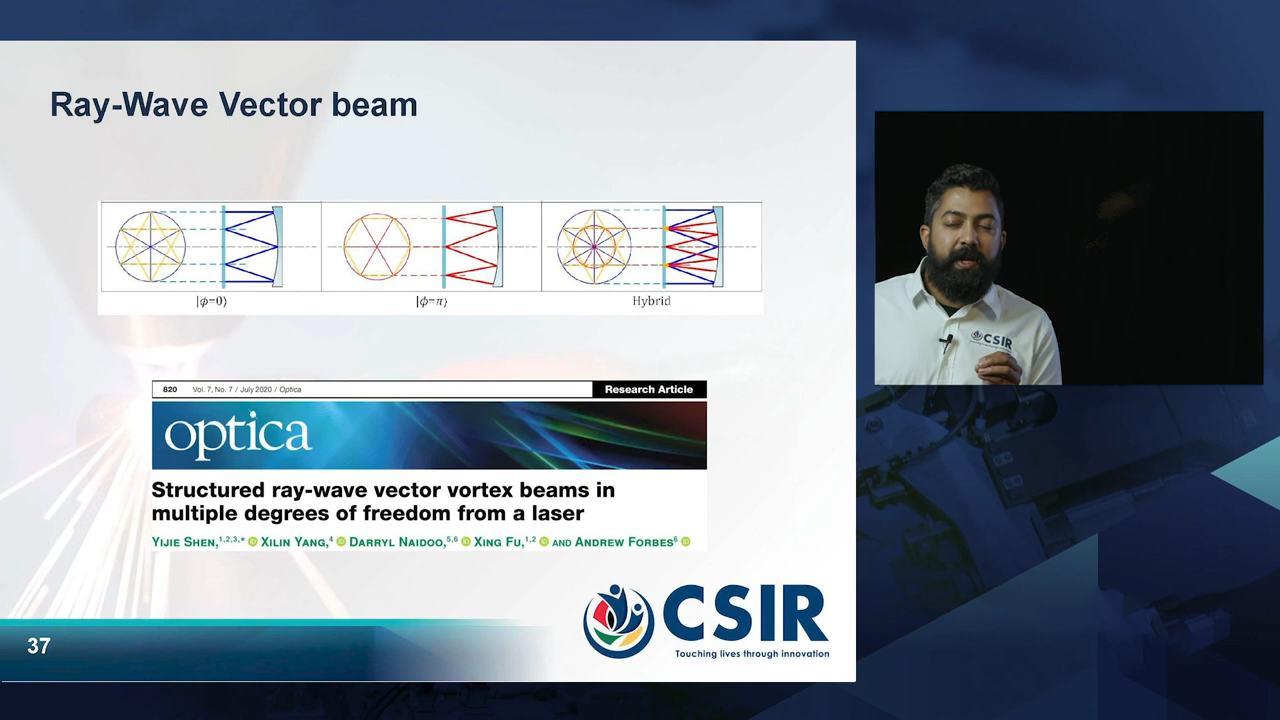 Ray-Wave Vector beam
|ϕ=0⟩
|ϕ=π⟩
Hybrid
820 Vol. 7, No. 7 / July 2020 / Optica
Research Article
optica
Structured ray-wave vector vortex beams in
multiple degrees of freedom from a laser
YIJIE SHEN,1,2,3,* XILIN YANG,4 DARRYL NAIDOO,5,6 XING FU,1,2 AND ANDREW FORBES6
CSIR
Touching lives through innovation
37
CSIR